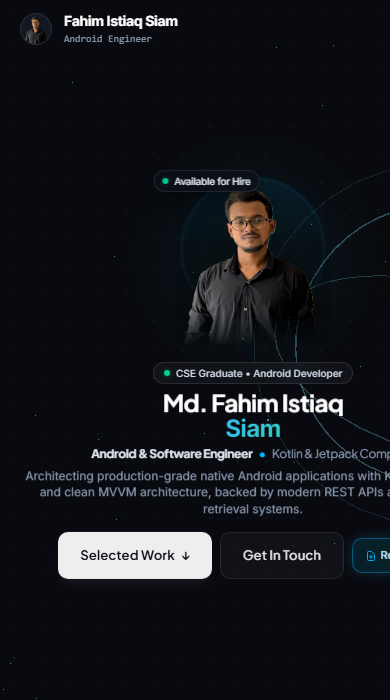 Fahim Istiaq Siam
Android Engineer
Available for Hire
CSE Graduate • Android Developer
Md. Fahim Istiaq
Siam
Android & Software Engineer • Kotlin & Jetpack Comp
Architecting production-grade native Android applications with K
and clean MVVM architecture, backed by modern REST APIs a
retrieval systems.
Selected Work ↓
Get In Touch
Re